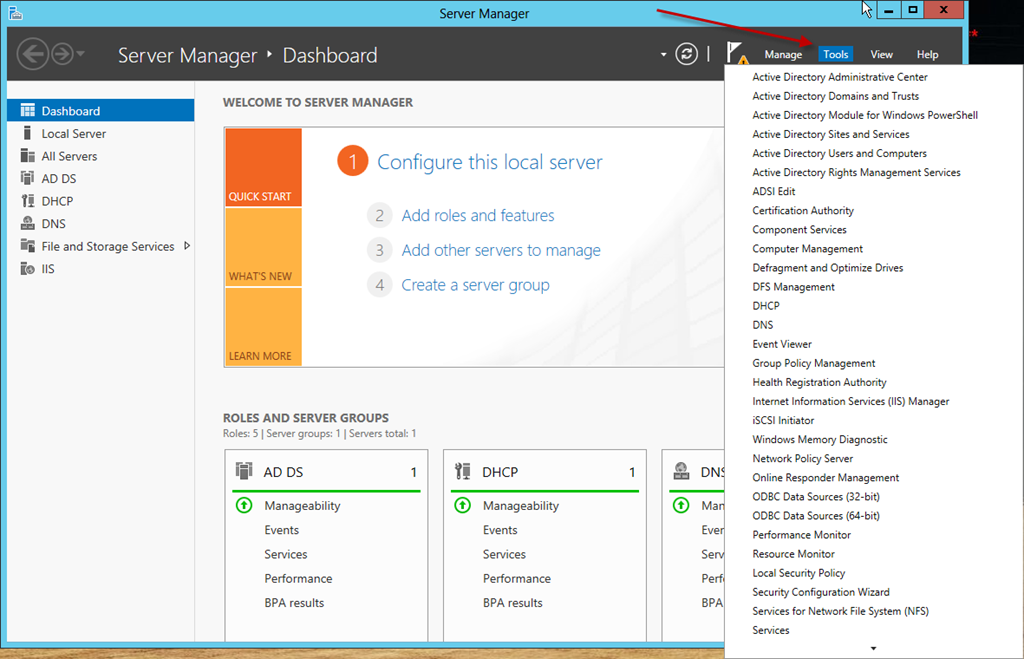 Server Manager
Server Manager ‣ Dashboard
Manage Tools View Help
Dashboard
Local Server
All Servers
AD DS
DHCP
DNS
File and Storage Services
IIS
WELCOME TO SERVER MANAGER
QUICK START
WHAT'S NEW
LEARN MORE
1 Configure this local server
2 Add roles and features
3 Add other servers to manage
4 Create a server group
ROLES AND SERVER GROUPS
Roles: 5 | Server groups: 1 | Servers total: 1
AD DS 1
Manageability
Events
Services
Performance
BPA results
DHCP 1
Manageability
Events
Services
Performance
BPA results
DNS
BPA
Active Directory Administrative Center
Active Directory Domains and Trusts
Active Directory Module for Windows PowerShell
Active Directory Sites and Services
Active Directory Users and Computers
Active Directory Rights Management Services
ADSI Edit
Certification Authority
Component Services
Computer Management
Defragment and Optimize Drives
DFS Management
DHCP
DNS
Event Viewer
Group Policy Management
Health Registration Authority
Internet Information Services (IIS) Manager
iSCSI Initiator
Windows Memory Diagnostic
Network Policy Server
Online Responder Management
ODBC Data Sources (32-bit)
ODBC Data Sources (64-bit)
Performance Monitor
Resource Monitor
Local Security Policy
Security Configuration Wizard
Services for Network File System (NFS)
Services